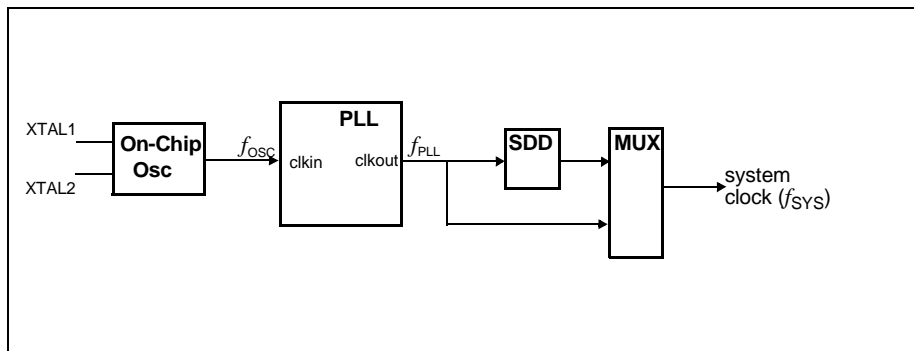 XTAL1
XTAL2
On-Chip
Osc
fOSC
PLL
clkin
clkout
fPLL
SDD
MUX
system
clock (fSYS)